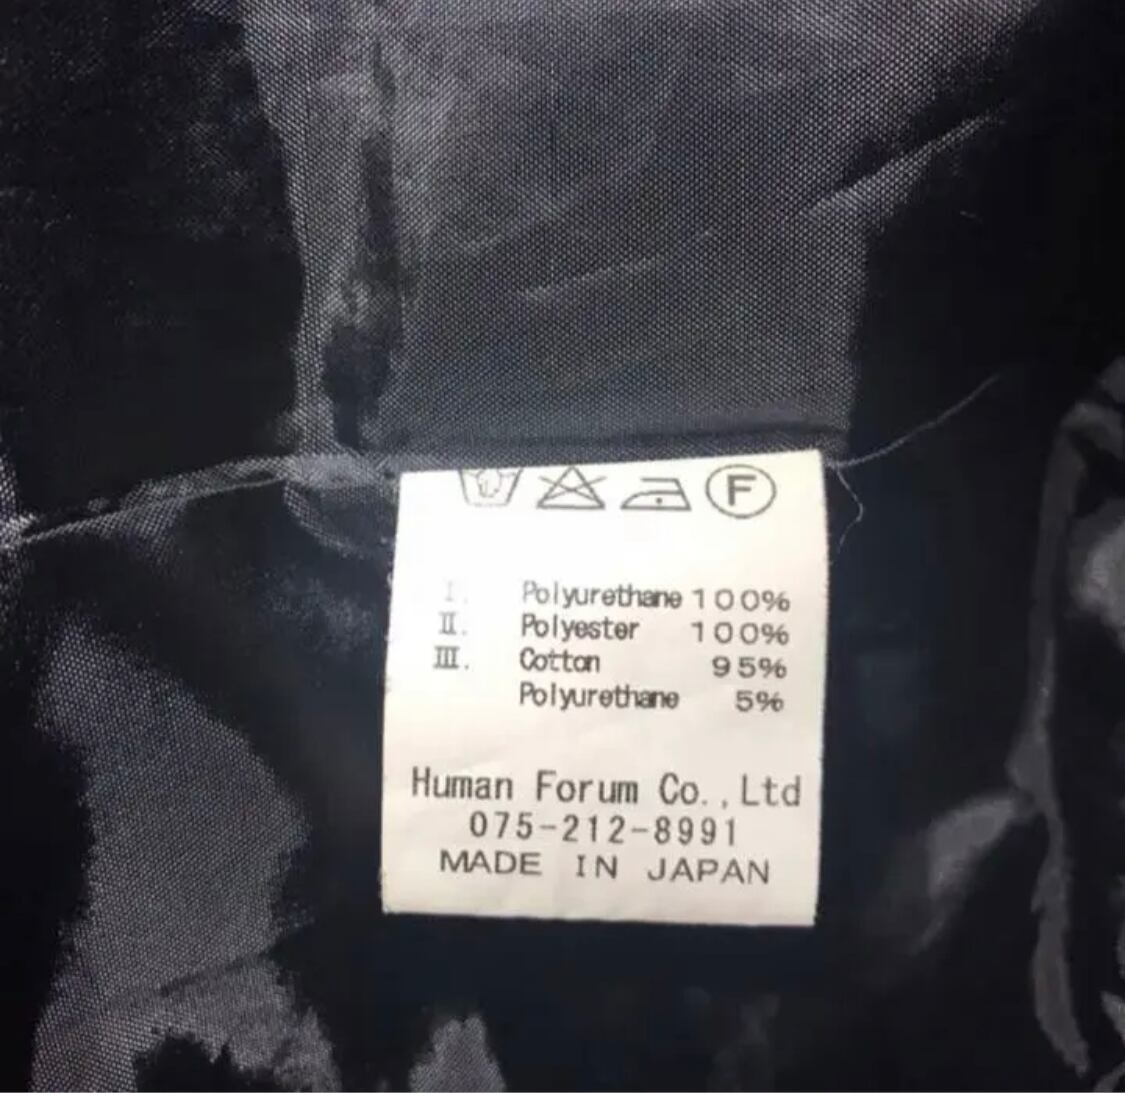 F
I. Polyurethane 100%
II. Polyester 100%
III. Cotton 95%
Polyurethane 5%
Human Forum Co.,Ltd
075-212-8991
MADE IN JAPAN